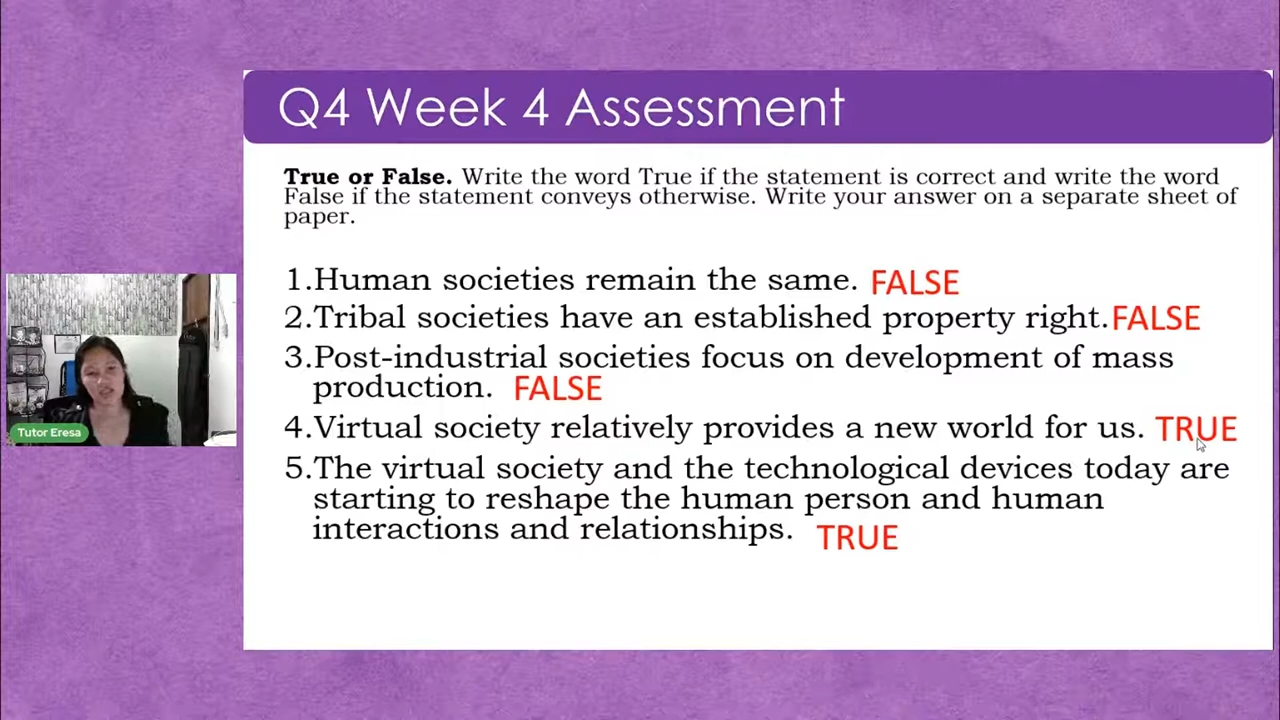 Q4 Week 4 Assessment
True or False. Write the word True if the statement is correct and write the word
False if the statement conveys otherwise. Write your answer on a separate sheet of
paper.
1.Human societies remain the same. FALSE
2.Tribal societies have an established property right. FALSE
3.Post-industrial societies focus on development of mass
production. FALSE
4.Virtual society relatively provides a new world for us. TRUE
5.The virtual society and the technological devices today are
starting to reshape the human person and human
interactions and relationships. TRUE
Tutor Eresa